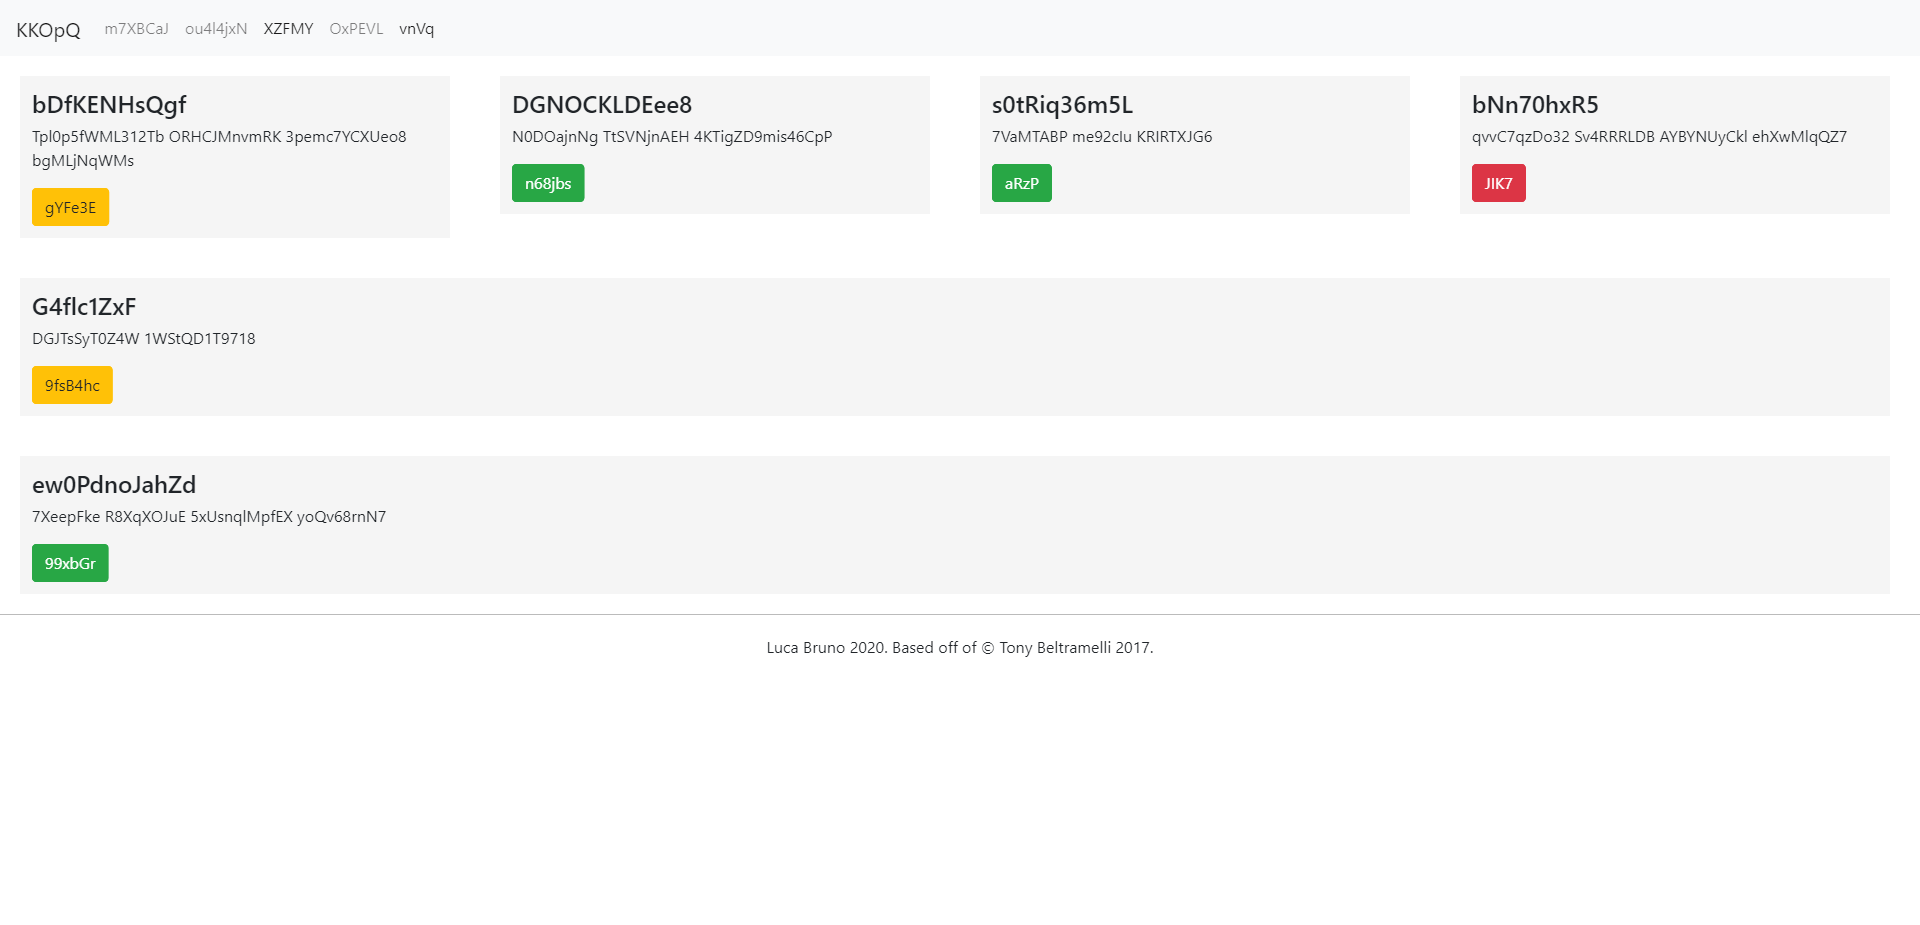 KKOpQ m7XBCaJ ou4l4jxN XZFMY OxPEVL vnVq
bDfKENHsQgf
Tpl0p5fWML312Tb ORHCJMnvmRK 3pemc7YCXUeo8
bgMLjNqWMs
gYFe3E
DGNOCKLDEee8
N0DOajnNg TtSVNjnAEH 4KTigZD9mis46CpP
n68jbs
s0tRiq36m5L
7VaMTABP me92cIu KRIRTXJG6
aRzP
bNn70hxR5
qvvC7qzDo32 Sv4RRRLDB AYBYNUyCkl ehXwMlqQZ7
JIK7
G4flc1ZxF
DGJTsSyT0Z4W 1WStQD1T9718
9fsB4hc
ew0PdnoJahZd
7XeepFke R8XqXOJuE 5xUsnqlMpfEX yoQv68rnN7
99xbGr
Luca Bruno 2020. Based off of © Tony Beltramelli 2017.